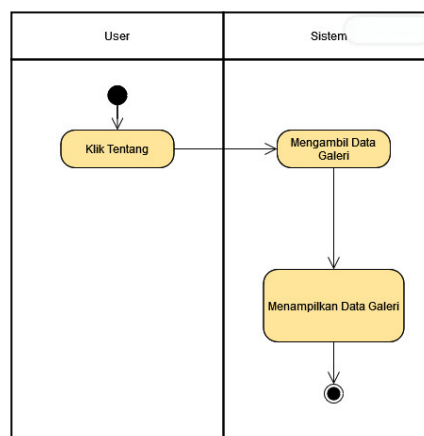 User
Sistem
Klik Tentang
Mengambil Data
Galeri
Menampilkan Data Galeri